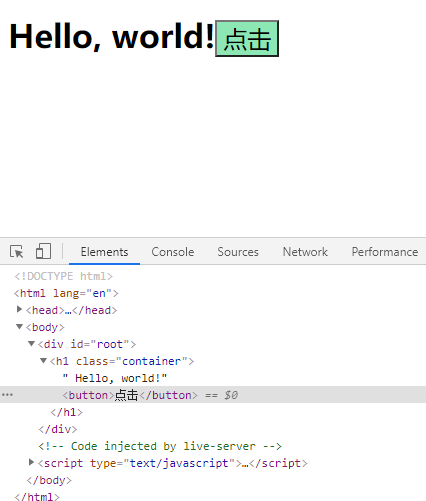 Hello, world!点击
Elements Console Sources Network Performance
<!DOCTYPE html>
<html lang="en">
<head>…</head>
<body>
<div id="root">
<h1 class="container">
" Hello, world!"
<button>点击</button> == $0
</h1>
</div>
<!-- Code injected by live-server -->
<script type="text/javascript">…</script>
</body>
</html>